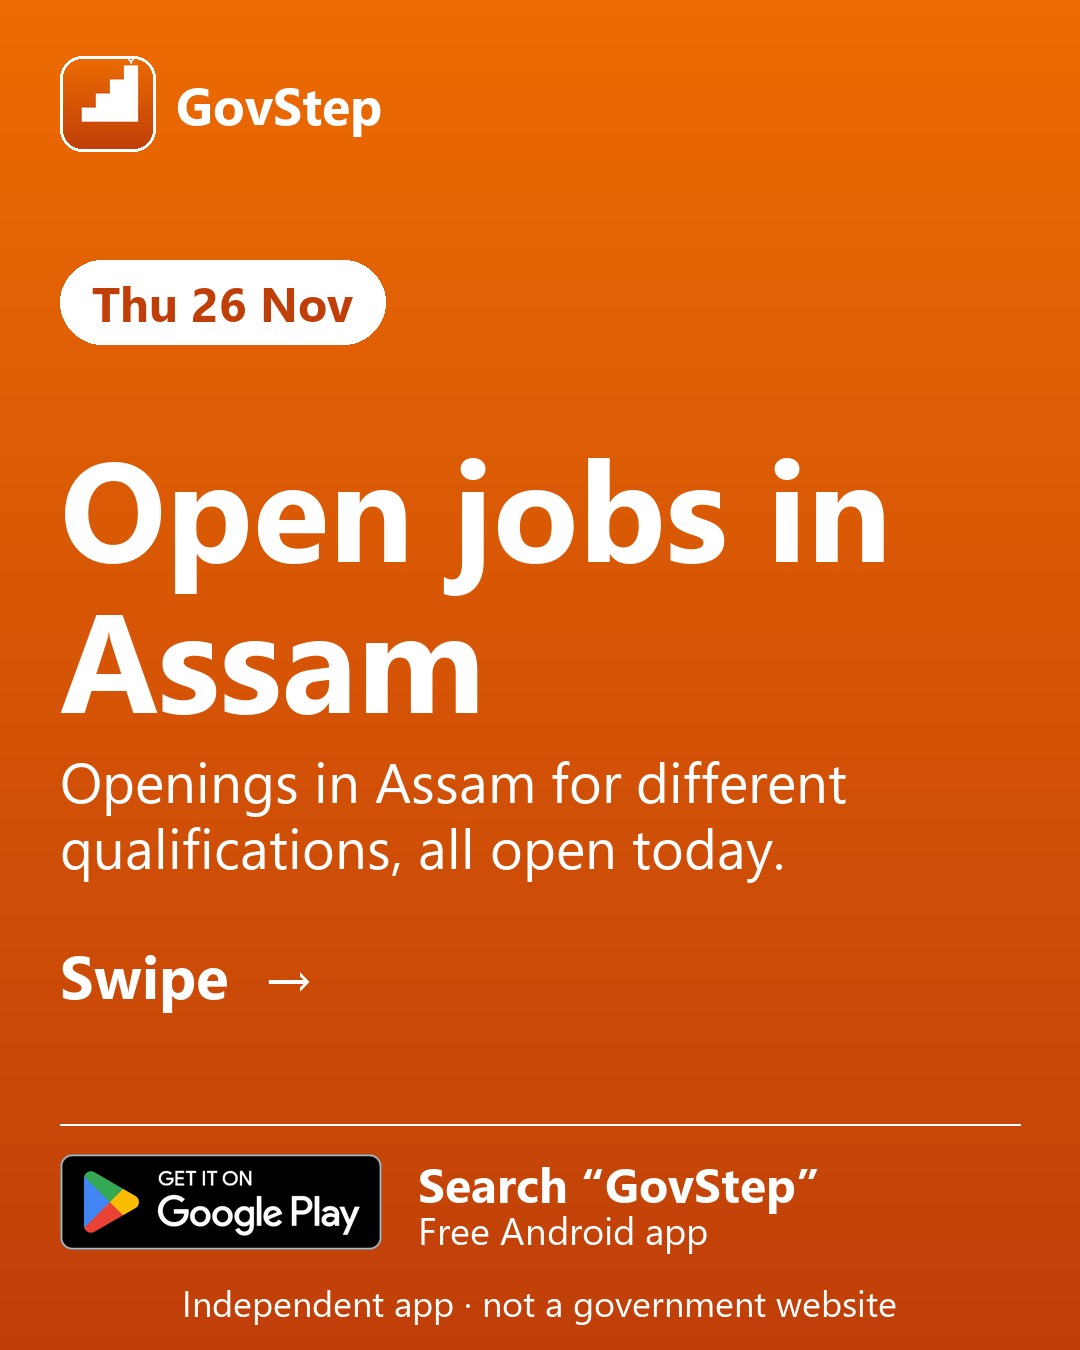 GovStep
Thu 26 Nov
Open jobs in
Assam
Openings in Assam for different
qualifications, all open today.
Swipe →
GET IT ON
Google Play
Search “GovStep”
Free Android app
Independent app · not a government website